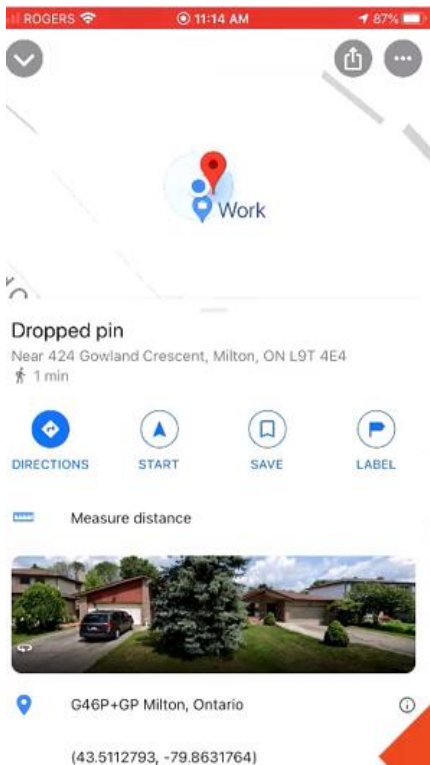 ROGERS 11:14 AM 87%
Work
Dropped pin
Near 424 Gowland Crescent, Milton, ON L9T 4E4
1 min
DIRECTIONS START SAVE LABEL
Measure distance
G46P+GP Milton, Ontario
(43.5112793, -79.8631764)